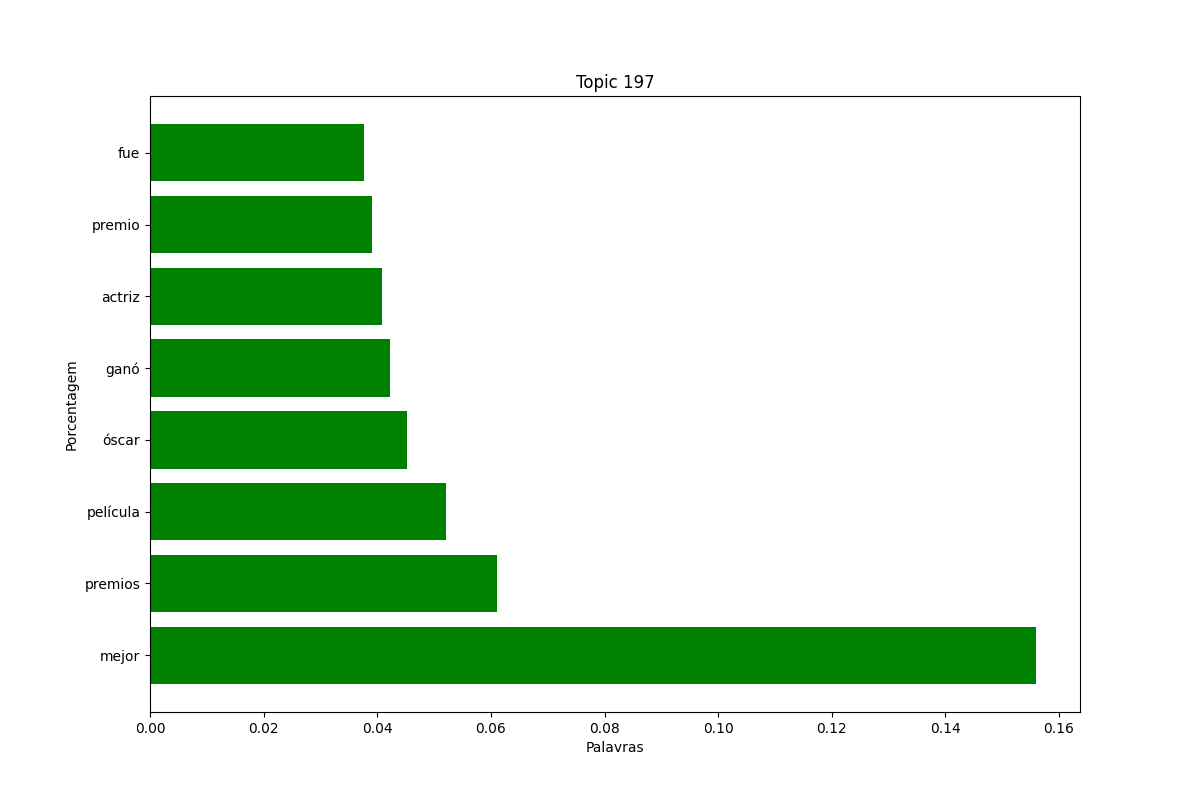 Topic 197
fue
premio
actriz
ganó
óscar
película
premios
mejor
Porcentagem
0.00 0.02 0.04 0.06 0.08 0.10 0.12 0.14 0.16
Palavras